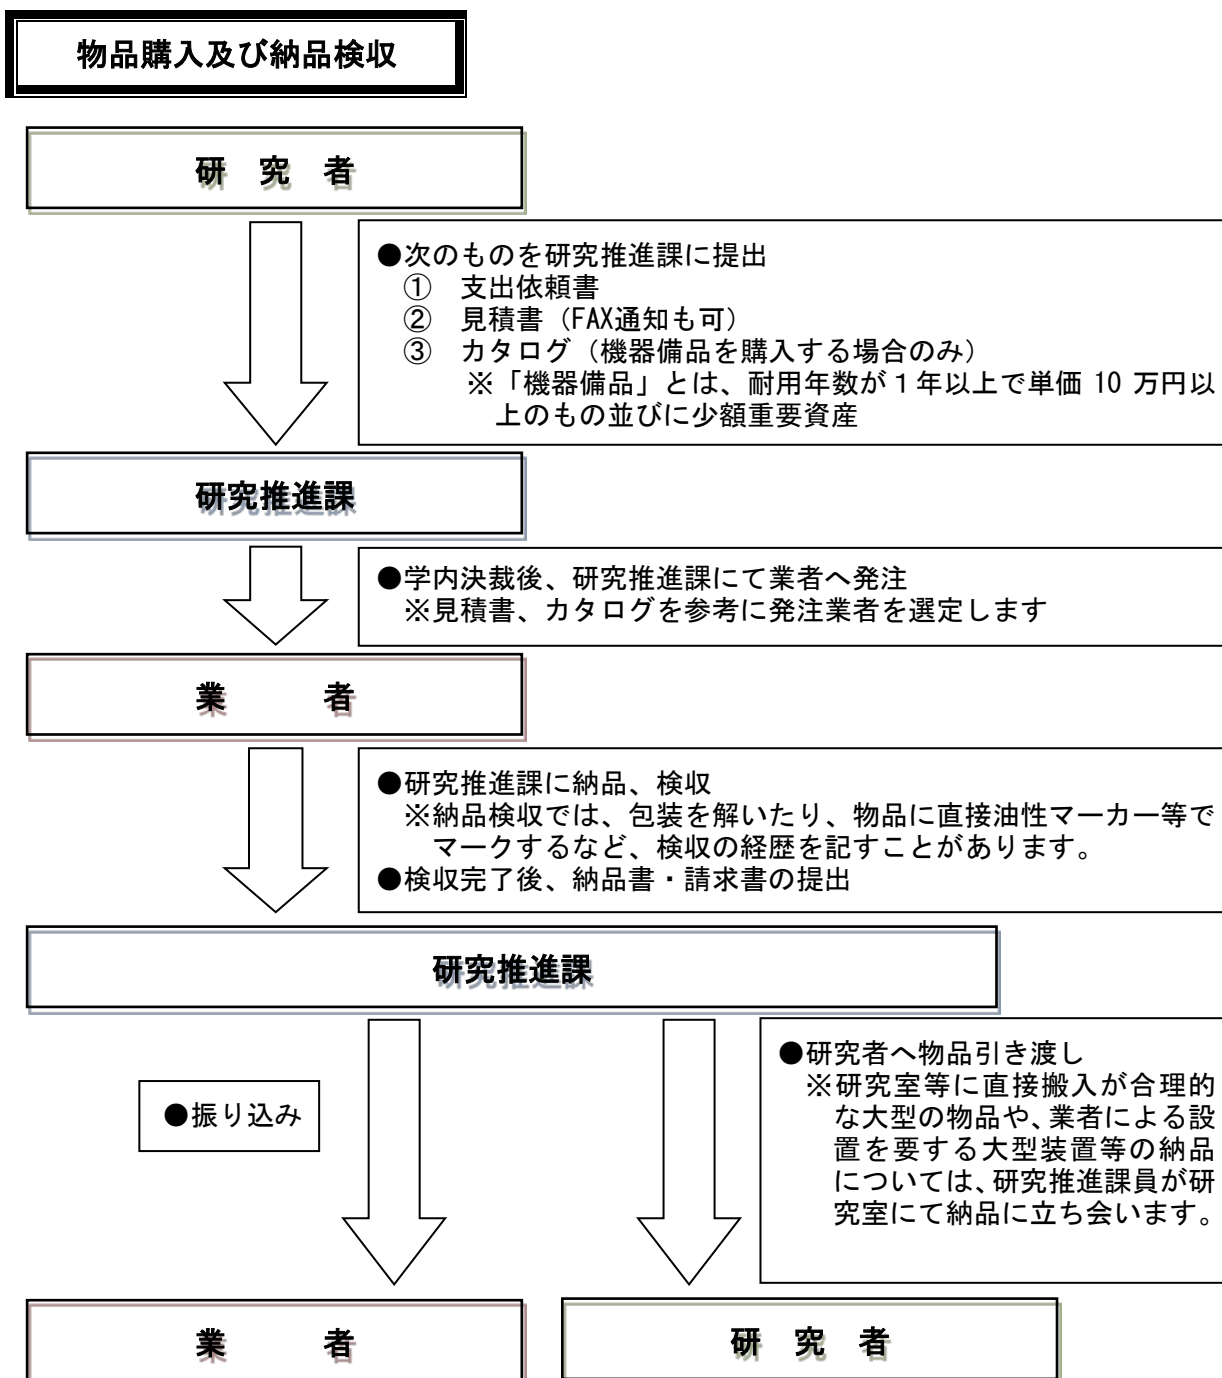 物品購入及び納品検収
研　究　者
●次のものを研究推進課に提出
①　支出依頼書
②　見積書（FAX通知も可）
③　カタログ（機器備品を購入する場合のみ）
※「機器備品」とは、耐用年数が１年以上で単価 10 万円以
上のもの並びに少額重要資産
研究推進課
●学内決裁後、研究推進課にて業者へ発注
※見積書、カタログを参考に発注業者を選定します
業　　　者
●研究推進課に納品、検収
※納品検収では、包装を解いたり、物品に直接油性マーカー等で
マークするなど、検収の経歴を記すことがあります。
●検収完了後、納品書・請求書の提出
研究推進課
●振り込み
●研究者へ物品引き渡し
※研究室等に直接搬入が合理的
な大型の物品や、業者による設
置を要する大型装置等の納品
については、研究推進課員が研
究室にて納品に立ち会います。
業　　　者
研　究　者